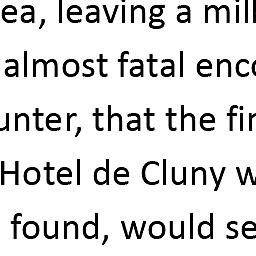 ea, leaving a mill
almost fatal enco
unter, that the fir
Hotel de Cluny w
found, would se